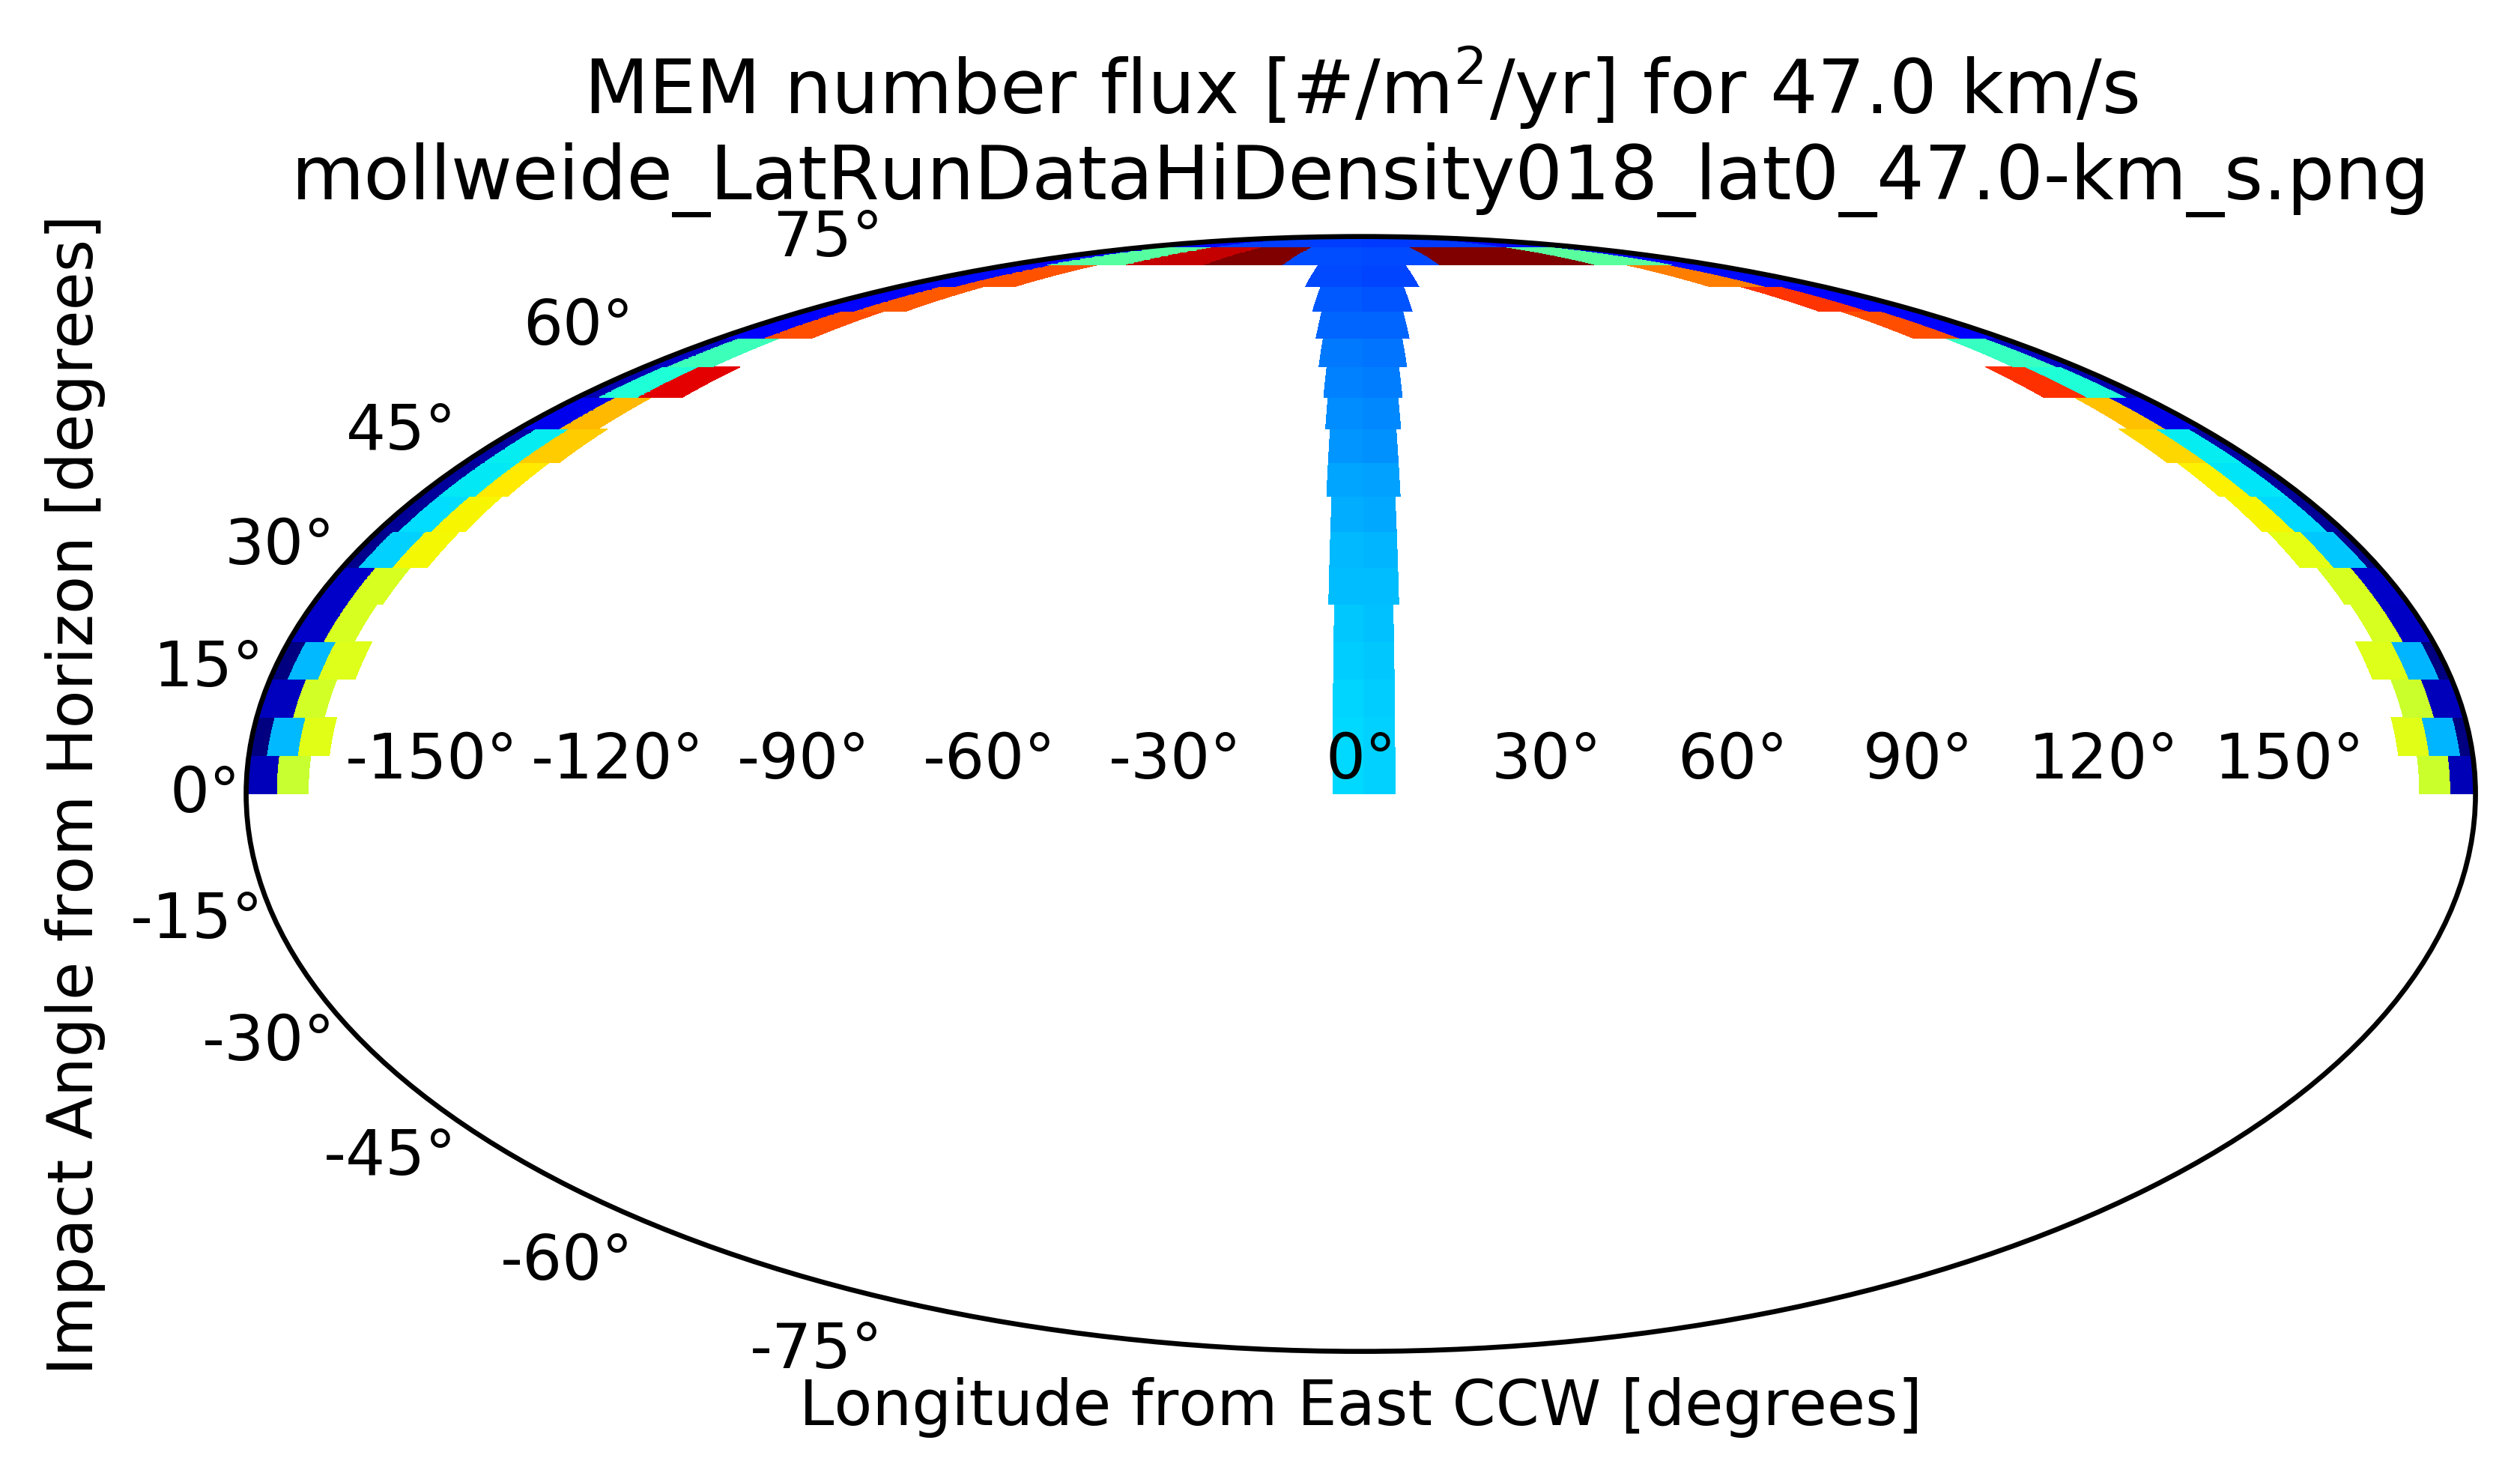 MEM number flux [#/m²/yr] for 47.0 km/s
mollweide_LatRunDataHiDensity018_lat0_47.0-km_s.png
Impact Angle from Horizon [degrees]
75°
60°
45°
30°
15°
0°
-15°
-30°
-45°
-60°
-75°
-150° -120° -90° -60° -30° 0° 30° 60° 90° 120° 150°
Longitude from East CCW [degrees]